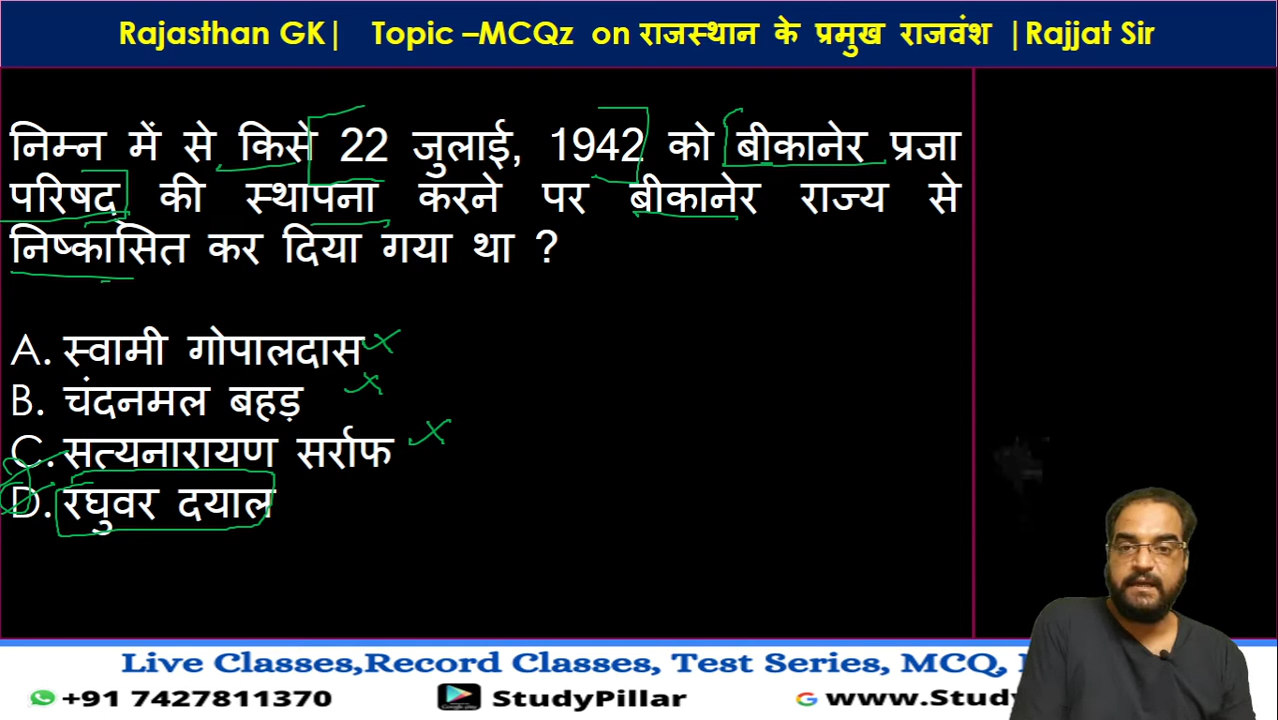 Rajasthan GK| Topic –MCQz on राजस्थान के प्रमुख राजवंश |Rajjat Sir
निम्न में से किसे 22 जुलाई, 1942 को बीकानेर प्रजा
परिषद् की स्थापना करने पर बीकानेर राज्य से
निष्कासित कर दिया गया था ?
A. स्वामी गोपालदास
B. चंदनमल बहड़
C. सत्यनारायण सर्राफ
D. रघुवर दयाल
Live Classes,Record Classes, Test Series, MCQ,
+91 7427811370 StudyPillar www.Study